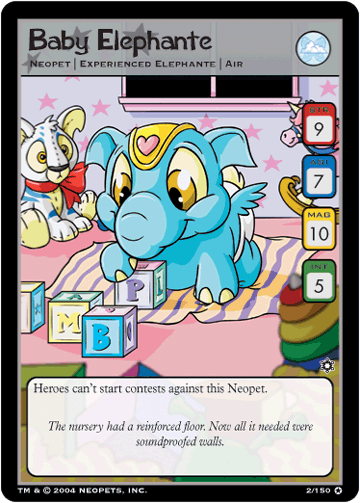 Baby Elephante
Neopet | Experienced Elephante | Air
STR
9
AGI
7
MAG
10
INT
5
P
L
M
B
Heroes can't start contests against this Neopet.
The nursery had a reinforced floor. Now all it needed were
soundproofed walls.
TM & © 2004 NEOPETS, INC.
2/150